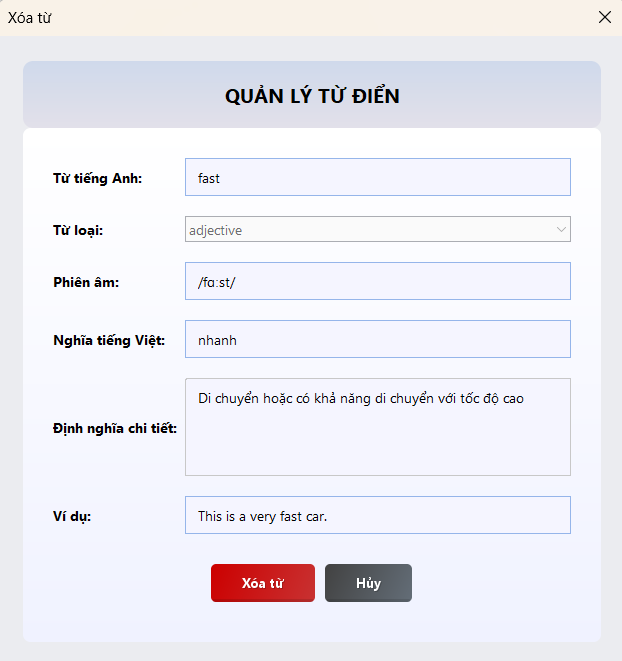 Xóa từ
QUẢN LÝ TỪ ĐIỂN
Từ tiếng Anh: fast
Từ loại: adjective
Phiên âm: /fɑːst/
Nghĩa tiếng Việt: nhanh
Định nghĩa chi tiết: Di chuyển hoặc có khả năng di chuyển với tốc độ cao
Ví dụ: This is a very fast car.
Xóa từ Hủy